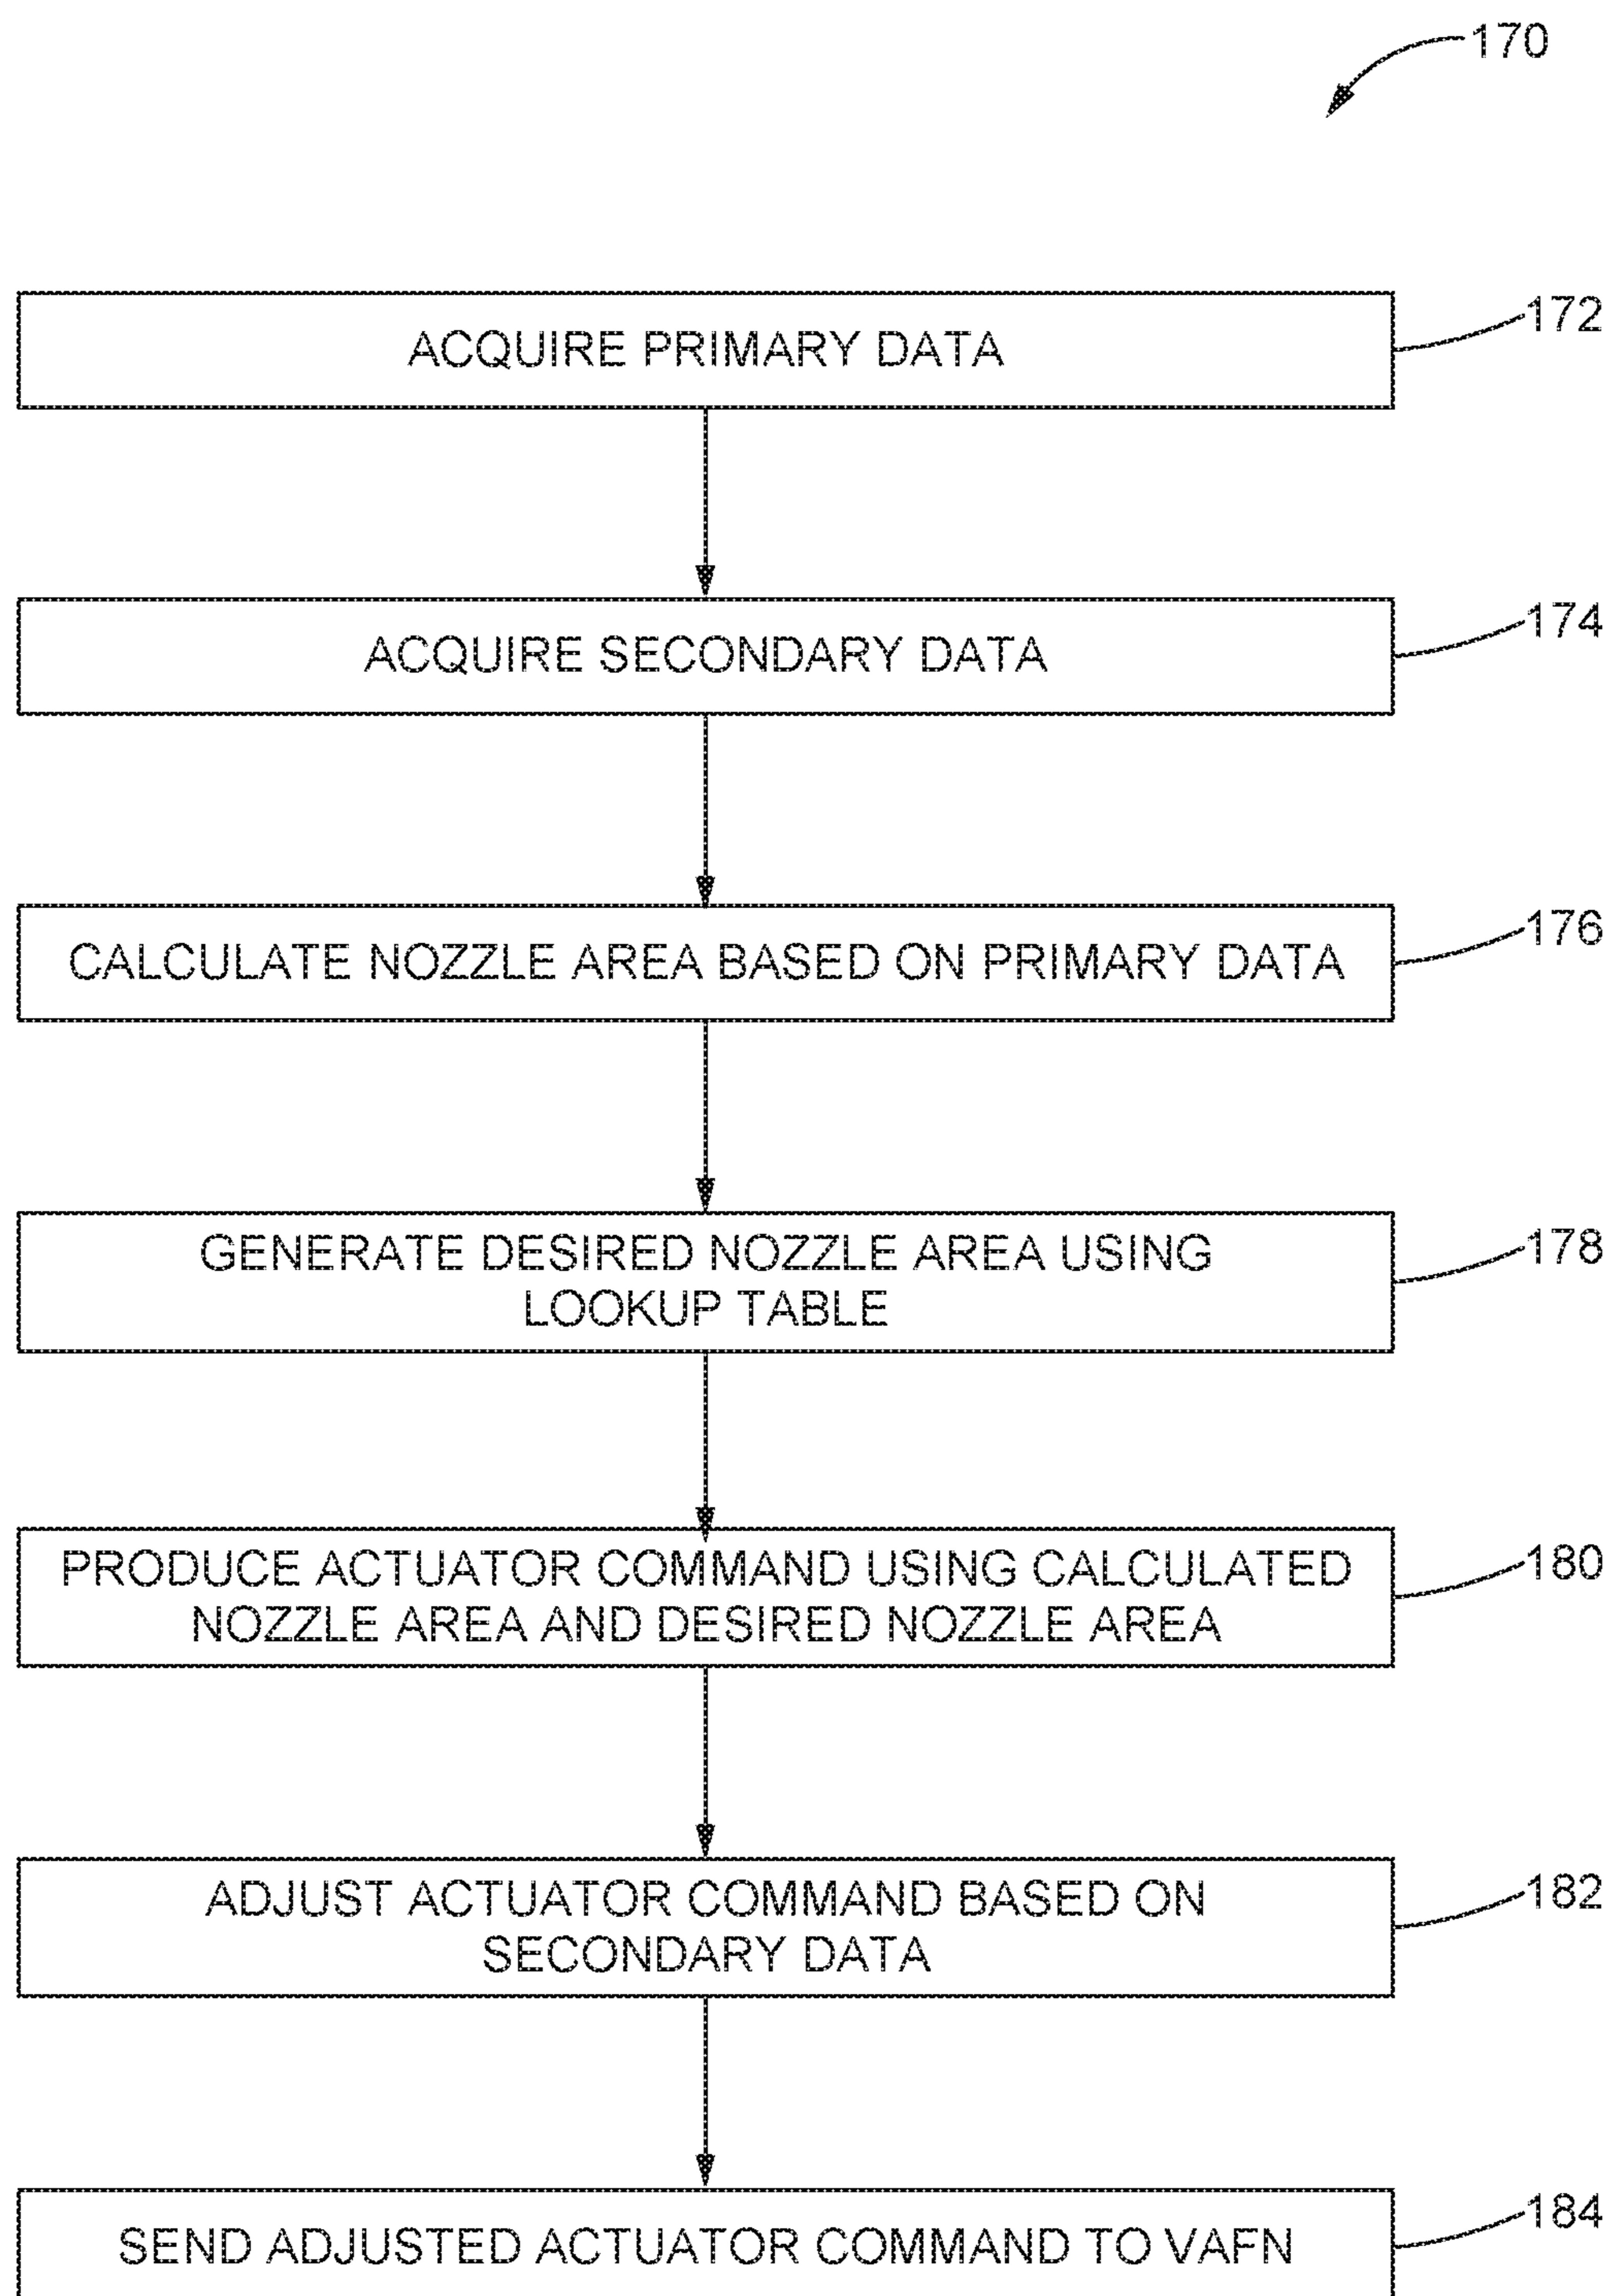 170
ACQUIRE PRIMARY DATA
172
ACQUIRE SECONDARY DATA
174
CALCULATE NOZZLE AREA BASED ON PRIMARY DATA
176
GENERATE DESIRED NOZZLE AREA USING
LOOKUP TABLE
178
PRODUCE ACTUATOR COMMAND USING CALCULATED
NOZZLE AREA AND DESIRED NOZZLE AREA
180
ADJUST ACTUATOR COMMAND BASED ON
SECONDARY DATA
182
SEND ADJUSTED ACTUATOR COMMAND TO VAFN
184